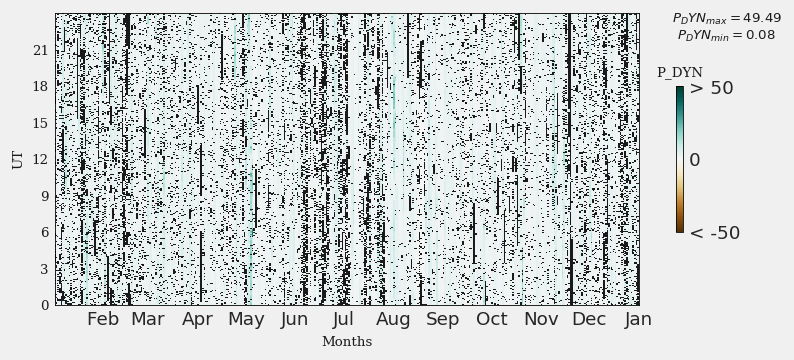 P_DYN_max = 49.49
P_DYN_min = 0.08
P_DYN
> 50
0
< -50
21
18
15
12
9
6
3
0
UT
Feb Mar Apr May Jun Jul Aug Sep Oct Nov Dec Jan
Months